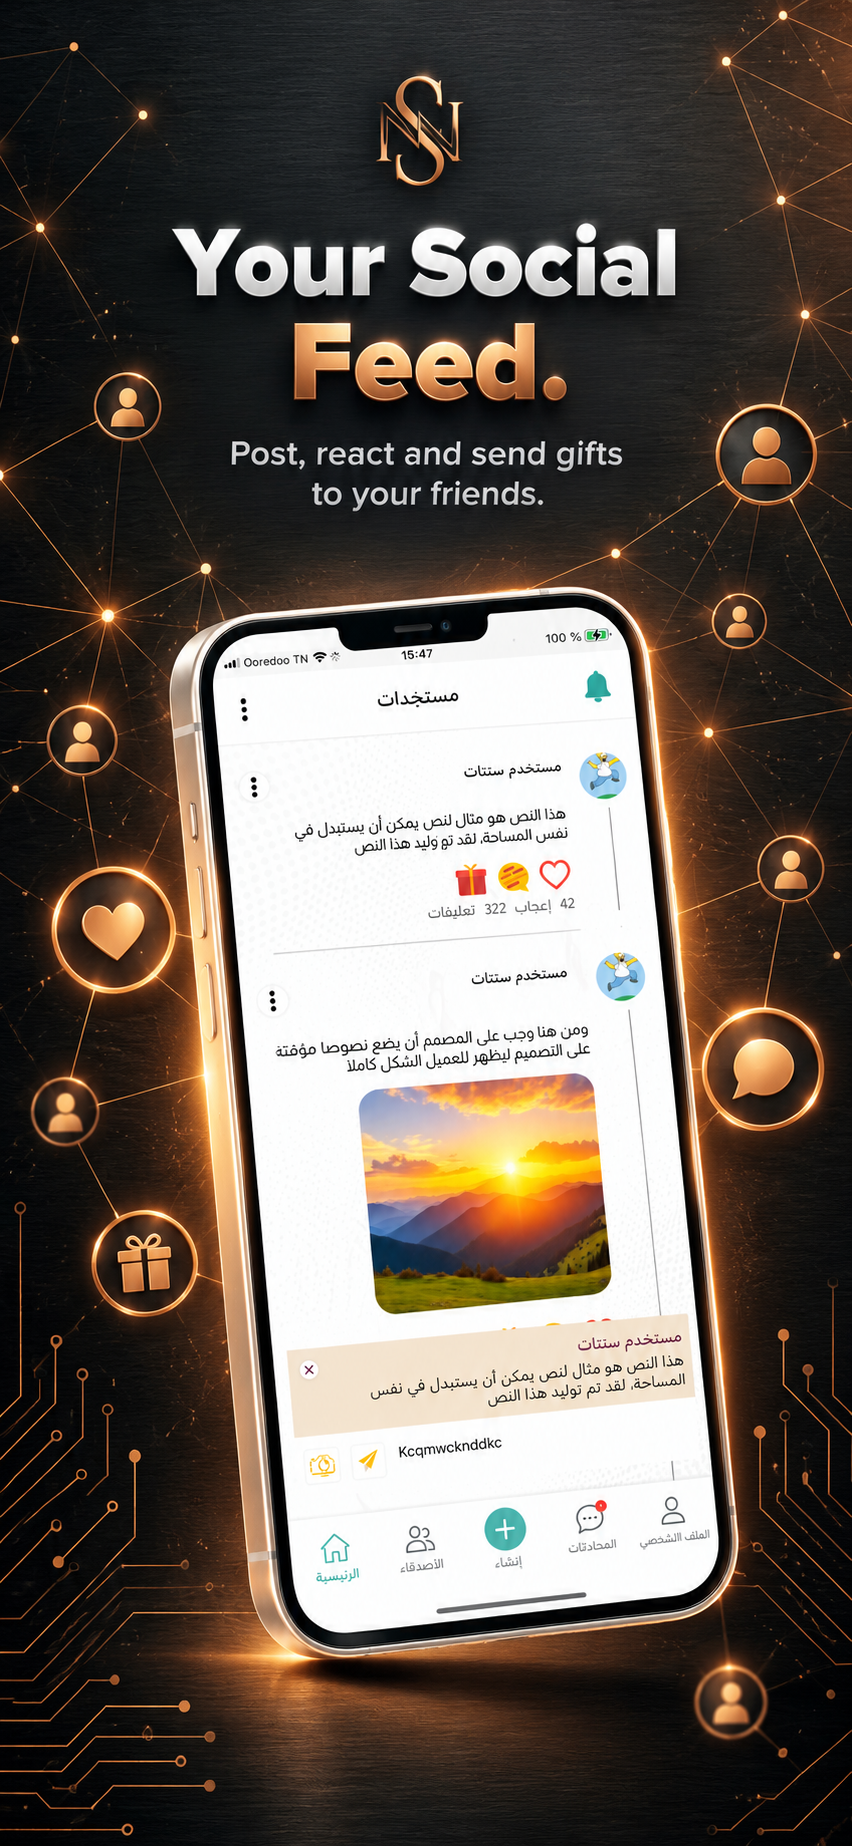 SN
Your Social
Feed.
Post, react and send gifts
to your friends.
Ooredoo TN
15:47
100 %
مستجدات
مستخدم ستتات
هذا النص هو مثال لنص يمكن أن يستبدل في
نفس المساحة، لقد تم وليد هذا النص
42 إعجاب 322 تعليقات
مستخدم ستتات
ومن هنا وجب على المصمم أن يضع نصوصا مؤقتة
على التصميم ليظهر للعميل الشكل كاملا
مستخدم ستتات
هذا النص هو مثال لنص يمكن أن يستبدل في نفس
المساحة، لقد تم توليد هذا النص
Kcqmwcknddkc
الملف االشخصي
المحادثات
إنشاء
الأصدقاء
الرئيسية